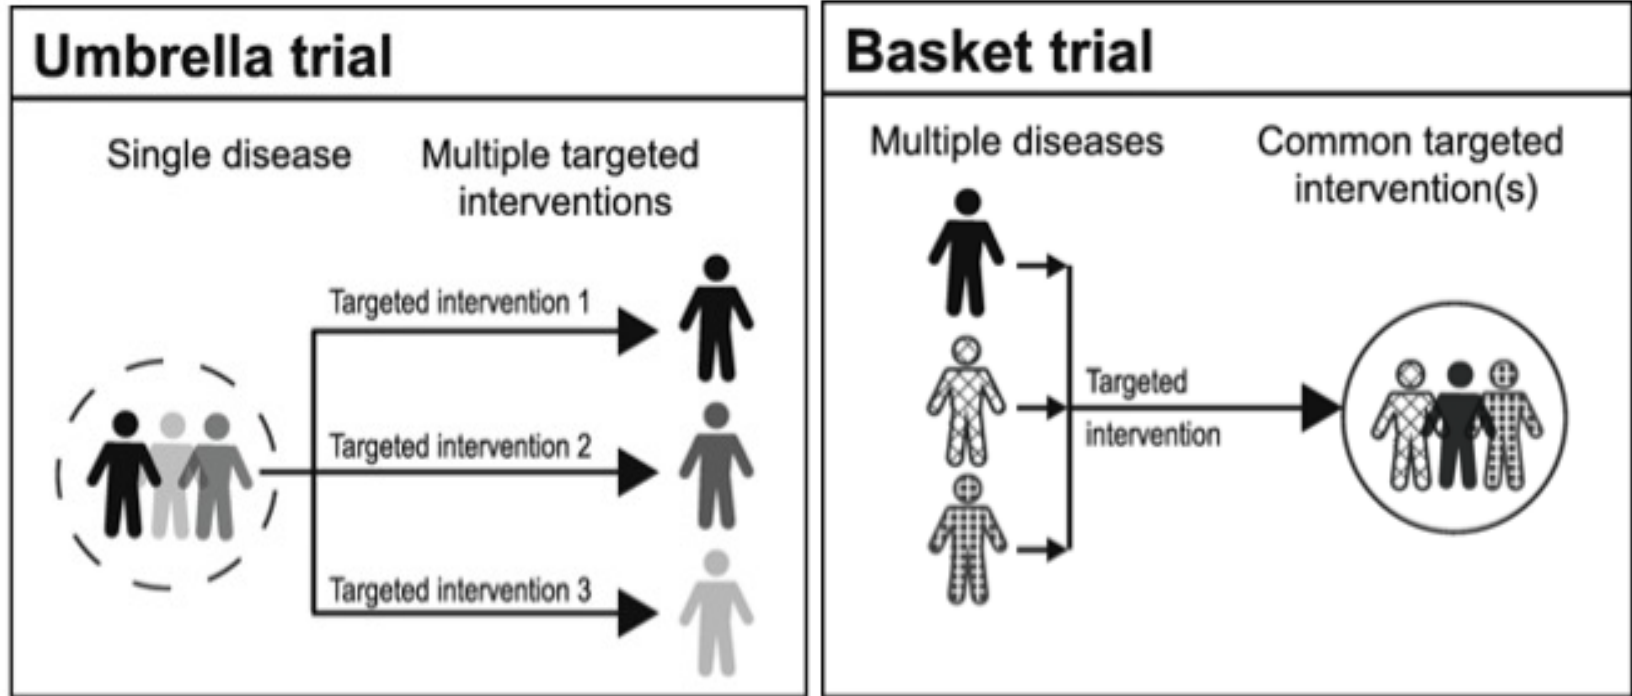 Umbrella trial
Single disease
Multiple targeted
interventions
Targeted intervention 1
Targeted intervention 2
Targeted intervention 3
Basket trial
Multiple diseases
Common targeted
intervention(s)
Targeted
intervention